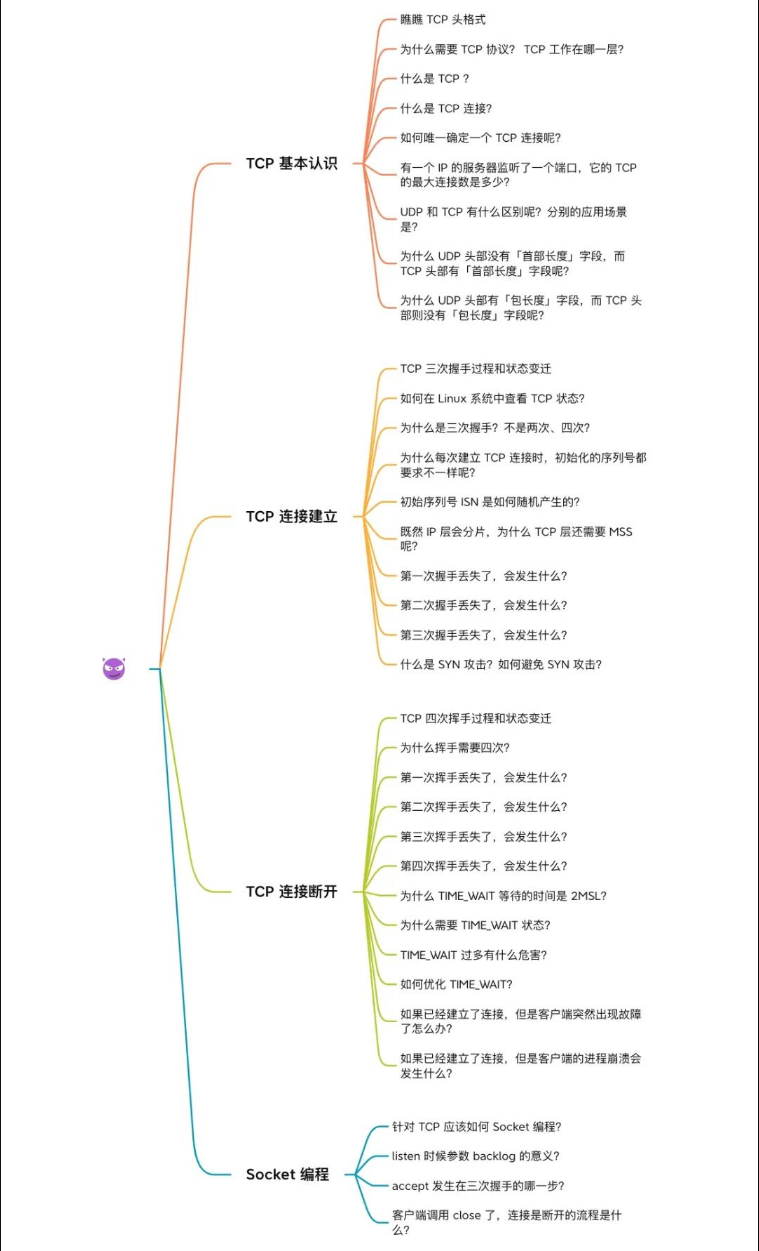 TCP 基本认识
瞧瞧 TCP 头格式
为什么需要 TCP 协议？ TCP 工作在哪一层？
什么是 TCP ？
什么是 TCP 连接？
如何唯一确定一个 TCP 连接呢？
有一个 IP 的服务器监听了一个端口，它的 TCP
的最大连接数是多少？
UDP 和 TCP 有什么区别呢？分别的应用场景
是？
为什么 UDP 头部没有「首部长度」字段，而
TCP 头部有「首部长度」字段呢？
为什么 UDP 头部有「包长度」字段，而 TCP 头
部则没有「包长度」字段呢？
TCP 连接建立
TCP 三次握手过程和状态变迁
如何在 Linux 系统中查看 TCP 状态？
为什么是三次握手？不是两次、四次？
为什么每次建立 TCP 连接时，初始化的序列号都
要求不一样呢？
初始序列号 ISN 是如何随机产生的？
既然 IP 层会分片，为什么 TCP 层还需要 MSS
呢？
第一次握手丢失了，会发生什么？
第二次握手丢失了，会发生什么？
第三次握手丢失了，会发生什么？
什么是 SYN 攻击？如何避免 SYN 攻击？
TCP 连接断开
TCP 四次挥手过程和状态变迁
为什么挥手需要四次？
第一次挥手丢失了，会发生什么？
第二次挥手丢失了，会发生什么？
第三次挥手丢失了，会发生什么？
第四次挥手丢失了，会发生什么？
为什么 TIME_WAIT 等待的时间是 2MSL？
为什么需要 TIME_WAIT 状态？
TIME_WAIT 过多有什么危害？
如何优化 TIME_WAIT？
如果已经建立了连接，但是客户端突然出现故障
了怎么办？
如果已经建立了连接，但是客户端的进程崩溃会
发生什么？
Socket 编程
针对 TCP 应该如何 Socket 编程？
listen 时候参数 backlog 的意义？
accept 发生在三次握手的哪一步？
客户端调用 close 了，连接是断开的流程是什
么？